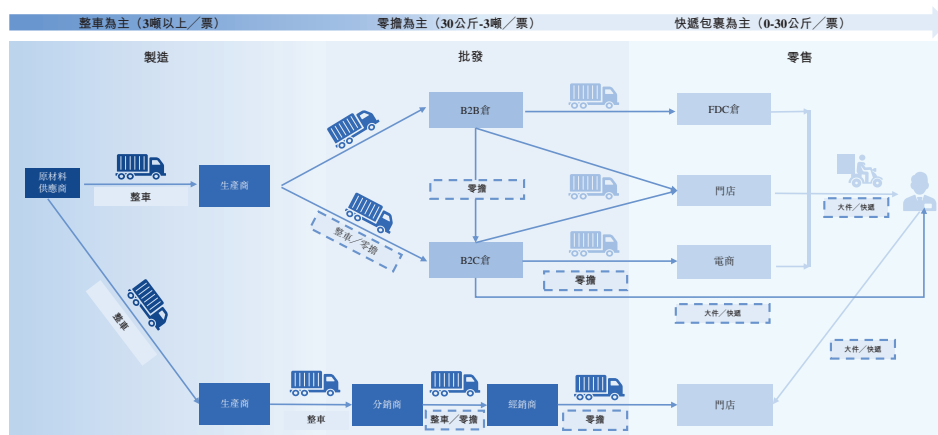 整車為主（3噸以上／票）
零擔為主（30公斤-3噸／票）
快遞包裹為主（0-30公斤／票）
製造
批發
零售
原材料
供應商
整車
生產商
整車／零擔
B2B倉
零擔
B2C倉
FDC倉
門店
零擔
電商
大件／快遞
大件／快遞
大件／快遞
整車
生產商
整車
分銷商
整車／零擔
經銷商
零擔
門店